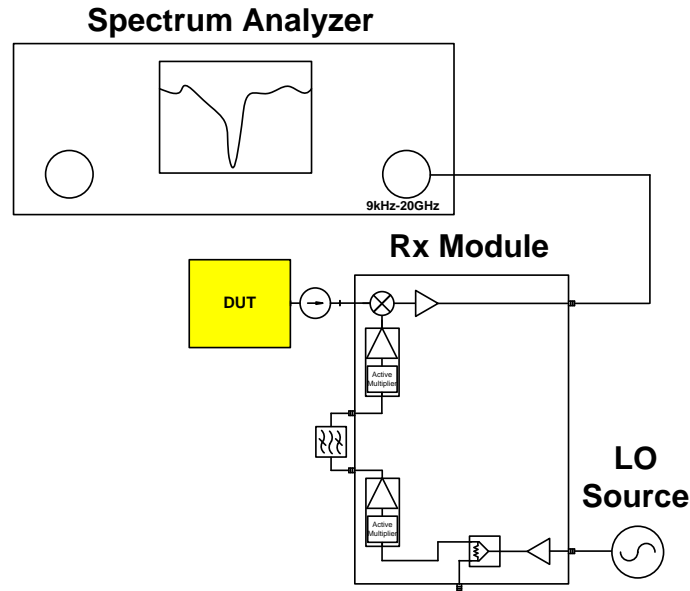 Spectrum Analyzer
9kHz-20GHz
Rx Module
DUT
Active
Multiplier
LO
Source
Active
Multiplier